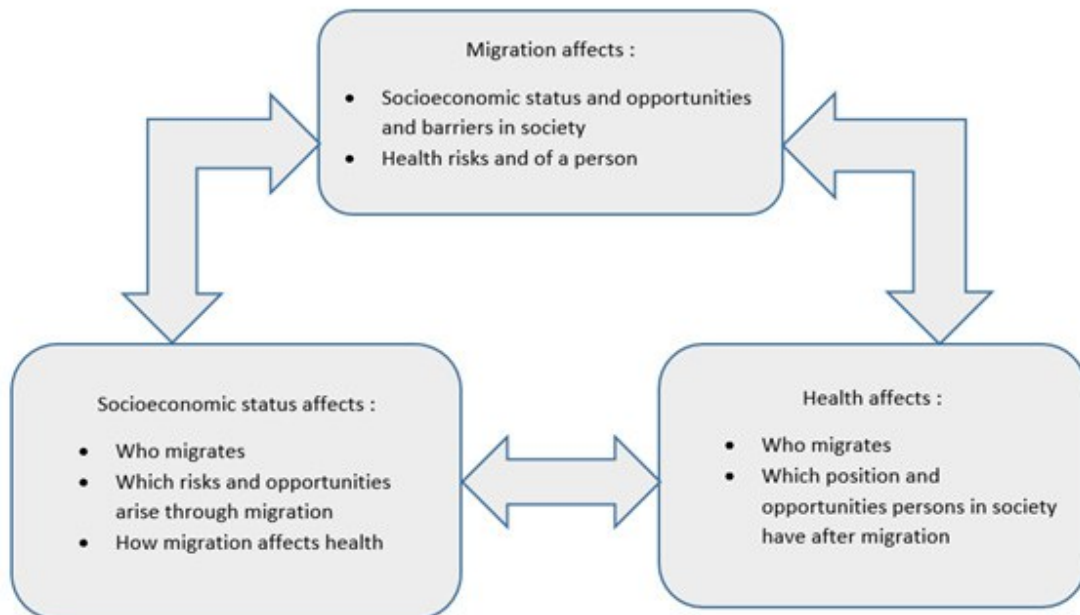 Migration affects :
• Socioeconomic status and opportunities
and barriers in society
• Health risks and of a person
Socioeconomic status affects :
• Who migrates
• Which risks and opportunities
arise through migration
• How migration affects health
Health affects :
• Who migrates
• Which position and
opportunities persons in society
have after migration